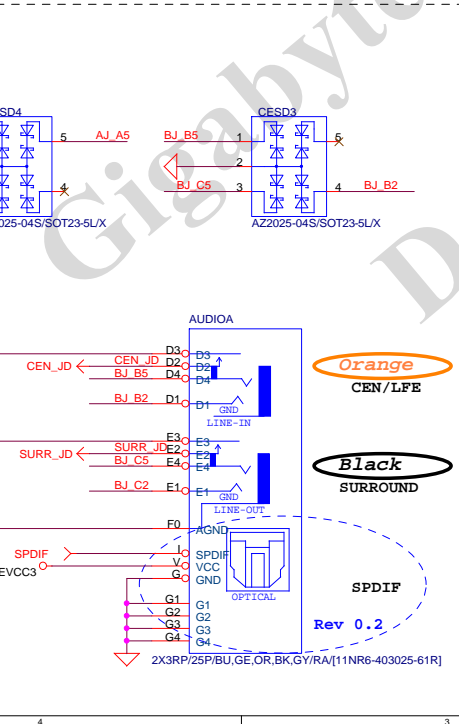 Gigabyte
D
SD4
CESD3
5
AJ_A5
BJ_B5
1
5
2
4
BJ_C5
3
4
BJ_B2
025-04S/SOT23-5L/X
AZ2025-04S/SOT23-5L/X
AUDIOA
D3
D3
CEN_JD
CEN_JD
D2
D2
BJ_B5
D4
D4
BJ_B2
D1
D1
GND
LINE-IN
Orange
CEN/LFE
E3
E3
SURR_JD
SURR_JD
E2
E2
BJ_C5
E4
E4
BJ_C2
E1
E1
GND
LINE-OUT
Black
SURROUND
F0
AGND
SPDIF
I
SPDIF
EVCC3
V
VCC
G
GND
OPTICAL
SPDIF
G1
G1
G2
G2
G3
G3
G4
G4
Rev 0.2
2X3RP/25P/BU,GE,OR,BK,GY/RA/[11NR6-403025-61R]
4
3